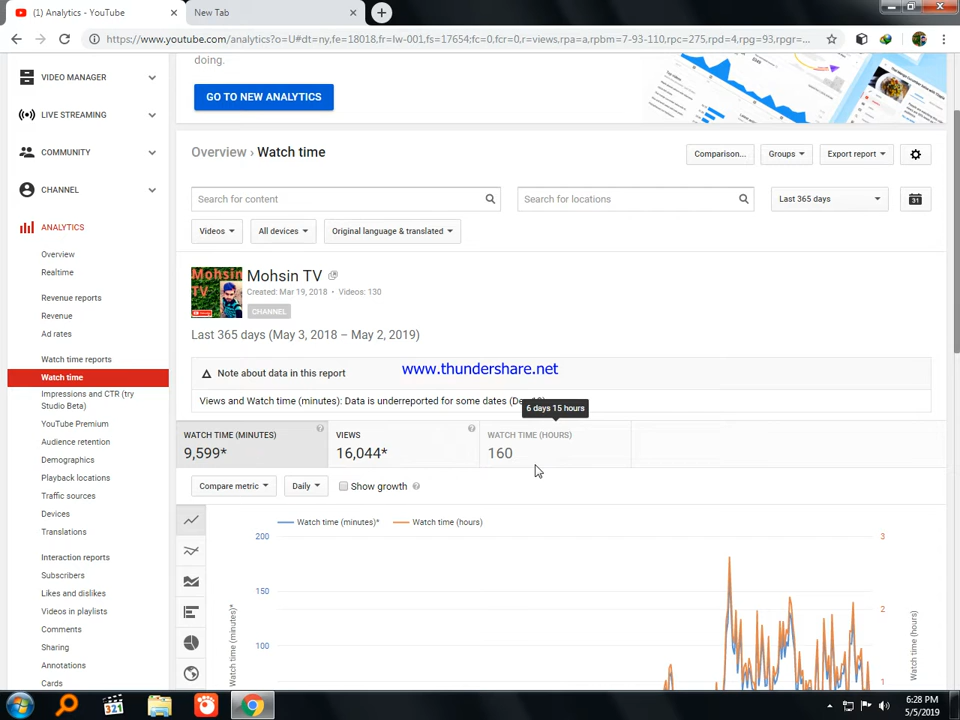 (1) Analytics - YouTube
New Tab
https://www.youtube.com/analytics?o=U#dt=ny,fe=18018,fr=lw-001,fs=17654;fc=0,fcr=0,r=views,rpa=a,rpbm=7-93-110,rpc=275,rpd=4,rpg=93,rpgr=...
doing.
GO TO NEW ANALYTICS
VIDEO MANAGER
LIVE STREAMING
COMMUNITY
CHANNEL
ANALYTICS
Overview
Realtime
Revenue reports
Revenue
Ad rates
Watch time reports
Watch time
Impressions and CTR (try
Studio Beta)
YouTube Premium
Audience retention
Demographics
Playback locations
Traffic sources
Devices
Translations
Interaction reports
Subscribers
Likes and dislikes
Videos in playlists
Comments
Sharing
Annotations
Cards
Overview › Watch time
Comparison...
Groups
Export report
Search for content
Search for locations
Last 365 days
31
Videos
All devices
Original language & translated
Mohsin TV
Mohsin TV
Created: Mar 19, 2018 • Videos: 130
CHANNEL
Last 365 days (May 3, 2018 – May 2, 2019)
www.thundershare.net
Note about data in this report
Views and Watch time (minutes): Data is underreported for some dates
6 days 15 hours
WATCH TIME (MINUTES)
9,599*
VIEWS
16,044*
WATCH TIME (HOURS)
160
Compare metric
Daily
Show growth
Watch time (minutes)*
Watch time (hours)
200
150
100
3
2
1
Watch time (minutes)*
Watch time (hours)
321
6:28 PM
5/5/2019